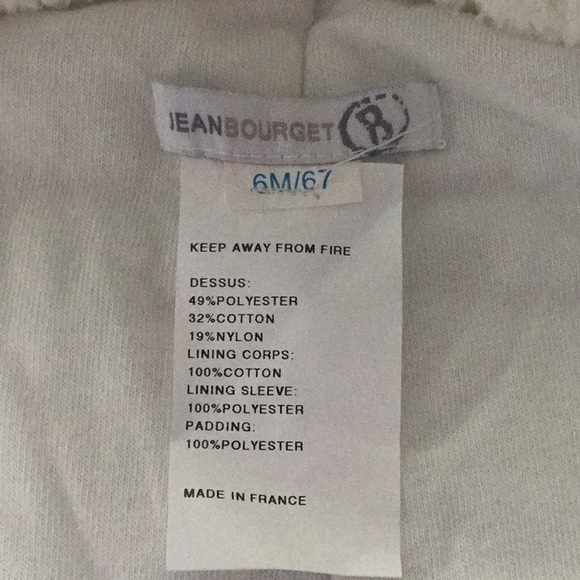 JEANBOURGET B
6M/67
KEEP AWAY FROM FIRE
DESSUS:
49%POLYESTER
32%COTTON
19%NYLON
LINING CORPS:
100%COTTON
LINING SLEEVE:
100%POLYESTER
PADDING:
100%POLYESTER
MADE IN FRANCE